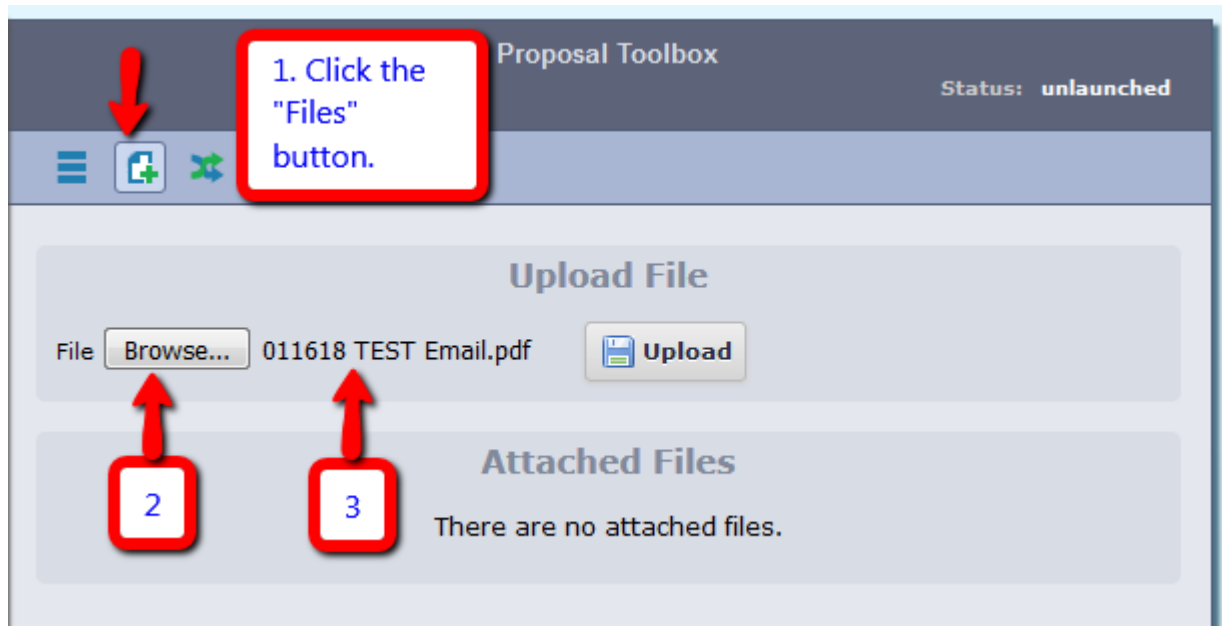 Proposal Toolbox
Status: unlaunched
1. Click the
"Files"
button.
Upload File
File Browse... 011618 TEST Email.pdf Upload
2
3
Attached Files
There are no attached files.